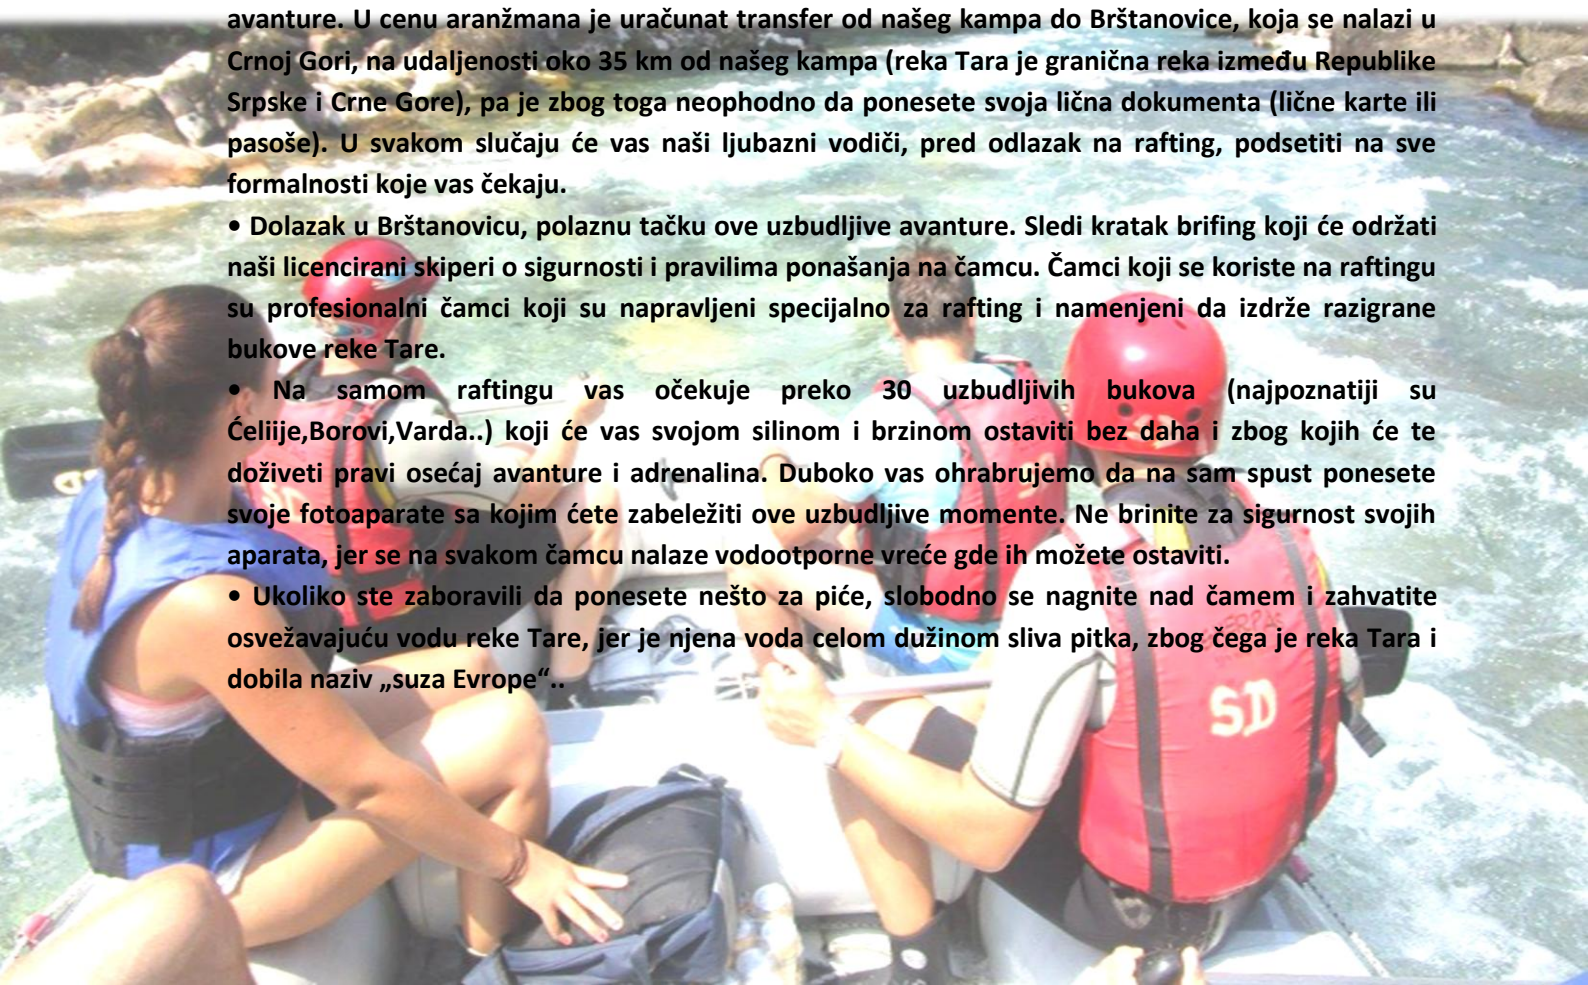 avanture. U cenu aranžmana je uračunat transfer od našeg kampa do Brštanovice, koja se nalazi u
Crnoj Gori, na udaljenosti oko 35 km od našeg kampa (reka Tara je granična reka između Republike
Srpske i Crne Gore), pa je zbog toga neophodno da ponesete svoja lična dokumenta (lične karte ili
pasoše). U svakom slučaju će vas naši ljubazni vodiči, pred odlazak na rafting, podsetiti na sve
formalnosti koje vas čekaju.
• Dolazak u Brštanovicu, polaznu tačku ove uzbudljive avanture. Sledi kratak brifing koji će održati
naši licencirani skiperi o sigurnosti i pravilima ponašanja na čamcu. Čamci koji se koriste na raftingu
su profesionalni čamci koji su napravljeni specijalno za rafting i namenjeni da izdrže razigrane
bukove reke Tare.
• Na samom raftingu vas očekuje preko 30 uzbudljivih bukova (najpoznatiji su
Ćeliije,Borovi,Varda..) koji će vas svojom silinom i brzinom ostaviti bez daha i zbog kojih će te
doživeti pravi osećaj avanture i adrenalina. Duboko vas ohrabrujemo da na sam spust ponesete
svoje fotoaparate sa kojim ćete zabeležiti ove uzbudljive momente. Ne brinite za sigurnost svojih
aparata, jer se na svakom čamcu nalaze vodootporne vreće gde ih možete ostaviti.
• Ukoliko ste zaboravili da ponesete nešto za piće, slobodno se nagnite nad čamem i zahvatite
osvežavajuću vodu reke Tare, jer je njena voda celom dužinom sliva pitka, zbog čega je reka Tara i
dobila naziv „suza Evrope“..
SD